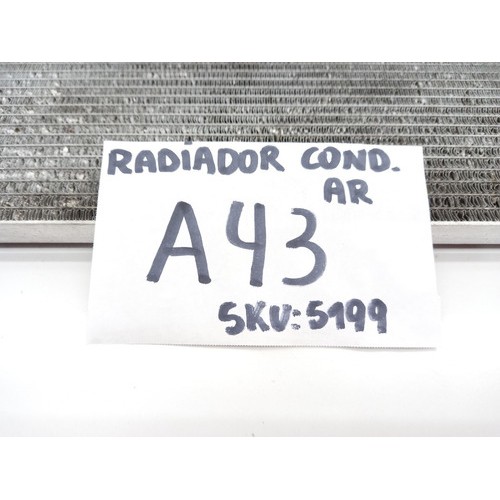 RADIADOR COND.
AR
A43
SKU:5199